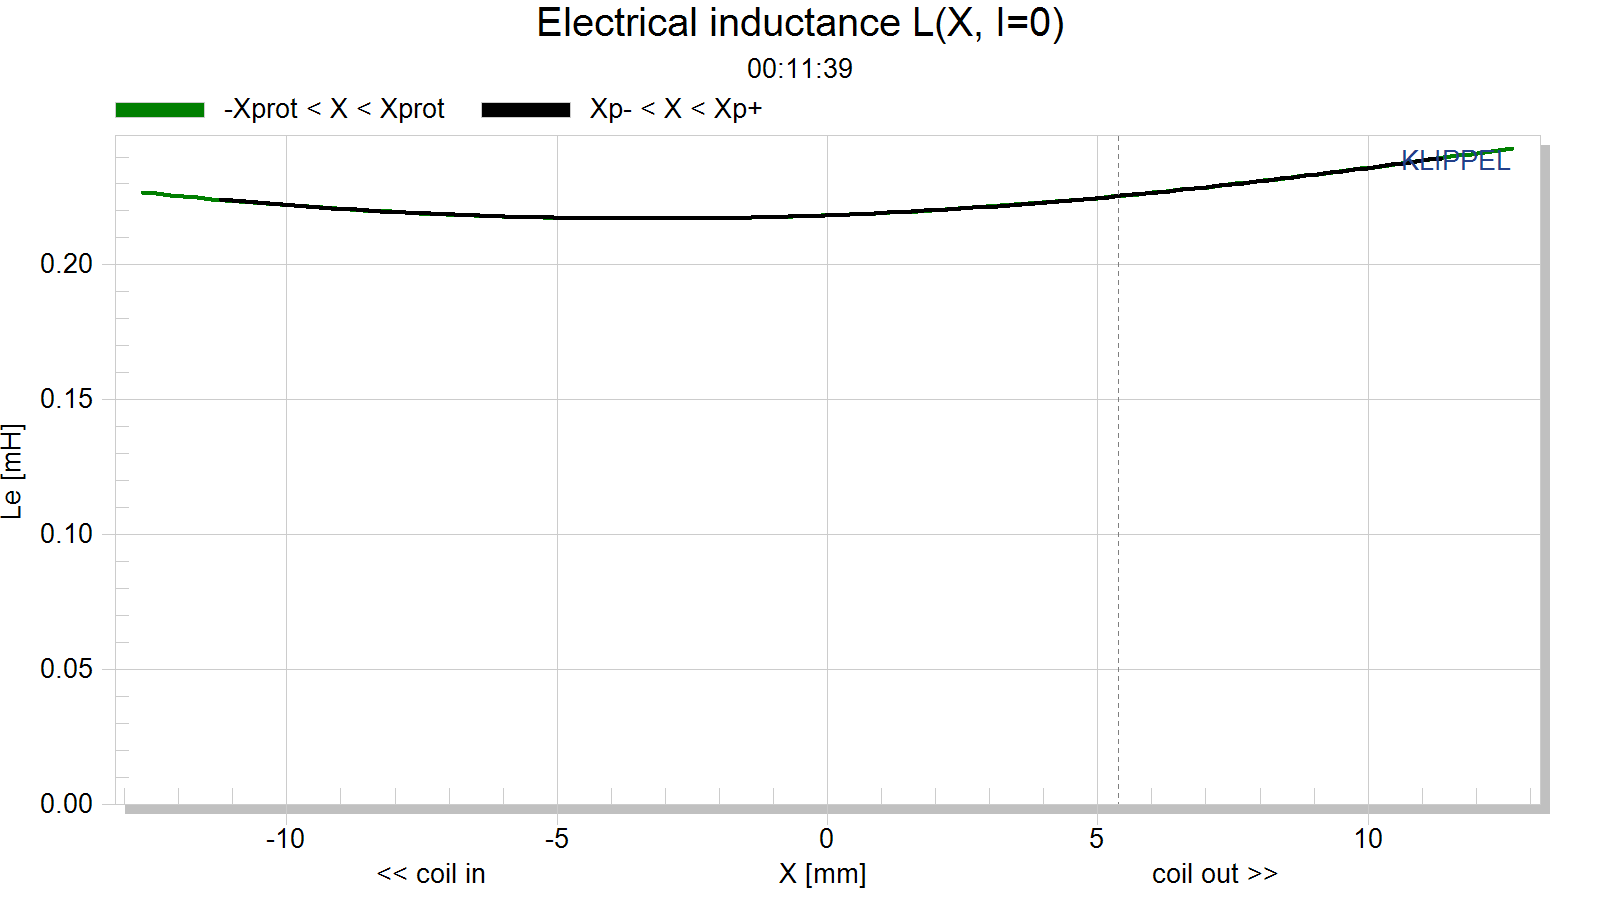 Electrical inductance L(X, I=0)
00:11:39
-Xprot < X < Xprot    Xp- < X < Xp+
KLIPPEL
0.20
0.15
0.10
0.05
0.00
Le [mH]
-10 -5 0 5 10
<< coil in    X [mm]    coil out >>